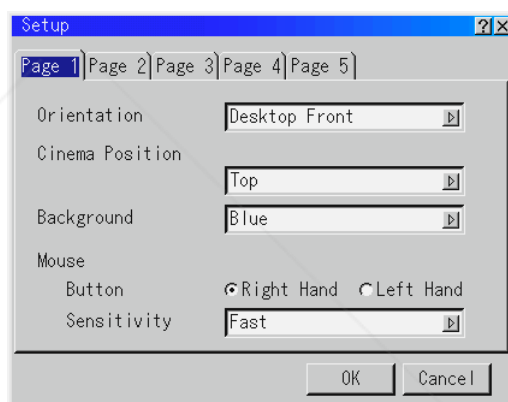 Setup ? ×
Page 1 Page 2 Page 3 Page 4 Page 5
Orientation Desktop Front
Cinema Position
Top
Background Blue
Mouse
Button Right Hand Left Hand
Sensitivity Fast
OK Cancel